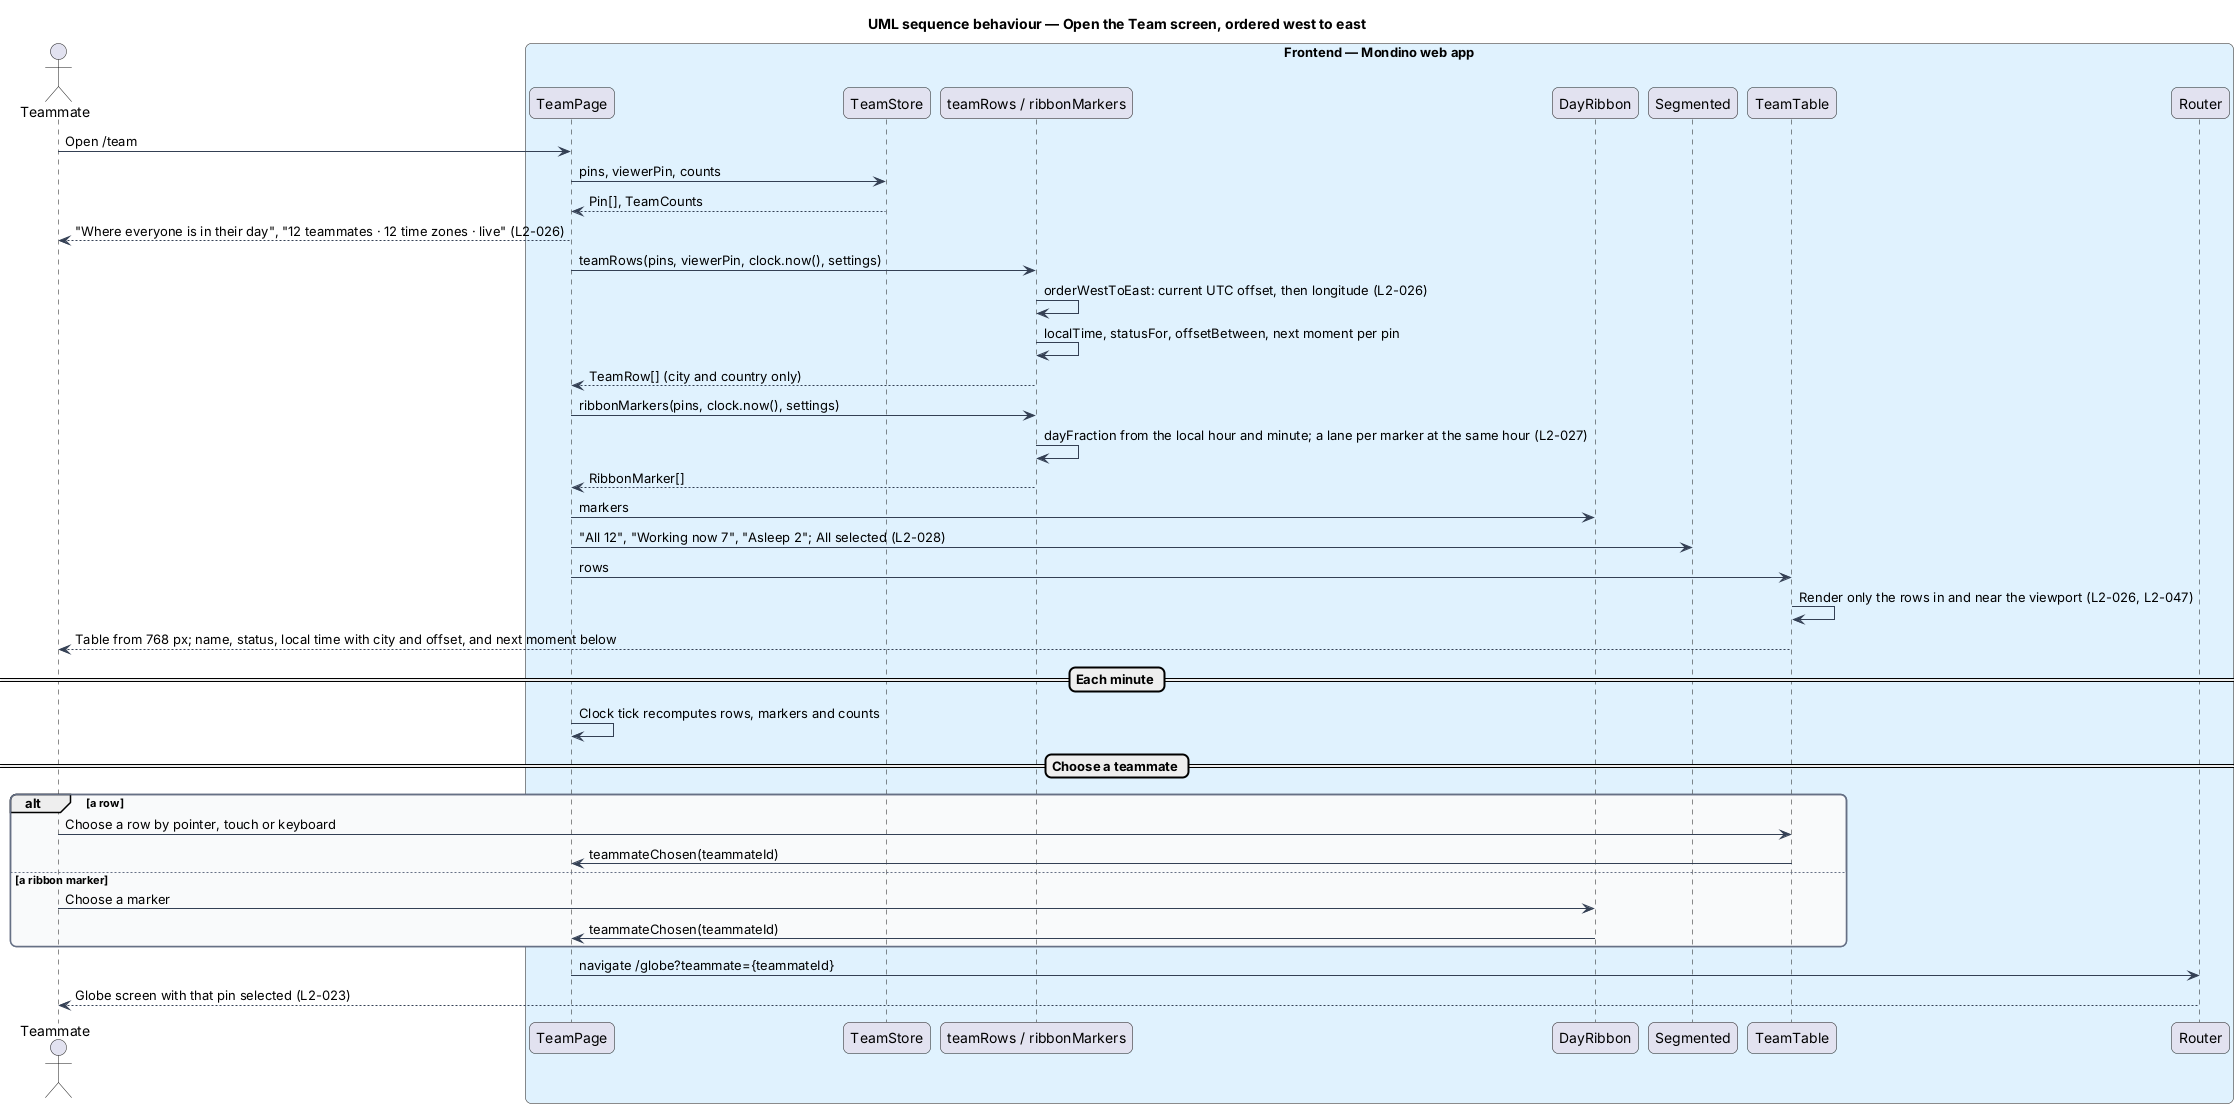 UML sequence behaviour — Open the Team screen, ordered west to east
Frontend — Mondino web app
Teammate
TeamPage
TeamStore
teamRows / ribbonMarkers
DayRibbon
Segmented
TeamTable
Router
Open /team
pins, viewerPin, counts
Pin[], TeamCounts
"Where everyone is in their day", "12 teammates · 12 time zones · live" (L2-026)
teamRows(pins, viewerPin, clock.now(), settings)
orderWestToEast: current UTC offset, then longitude (L2-026)
localTime, statusFor, offsetBetween, next moment per pin
TeamRow[] (city and country only)
ribbonMarkers(pins, clock.now(), settings)
dayFraction from the local hour and minute; a lane per marker at the same hour (L2-027)
RibbonMarker[]
markers
"All 12", "Working now 7", "Asleep 2"; All selected (L2-028)
rows
Render only the rows in and near the viewport (L2-026, L2-047)
Table from 768 px; name, status, local time with city and offset, and next moment below
Each minute
Clock tick recomputes rows, markers and counts
Choose a teammate
alt
[a row]
Choose a row by pointer, touch or keyboard
teammateChosen(teammateId)
[a ribbon marker]
Choose a marker
teammateChosen(teammateId)
navigate /globe?teammate={teammateId}
Globe screen with that pin selected (L2-023)
Teammate
TeamPage
TeamStore
teamRows / ribbonMarkers
DayRibbon
Segmented
TeamTable
Router